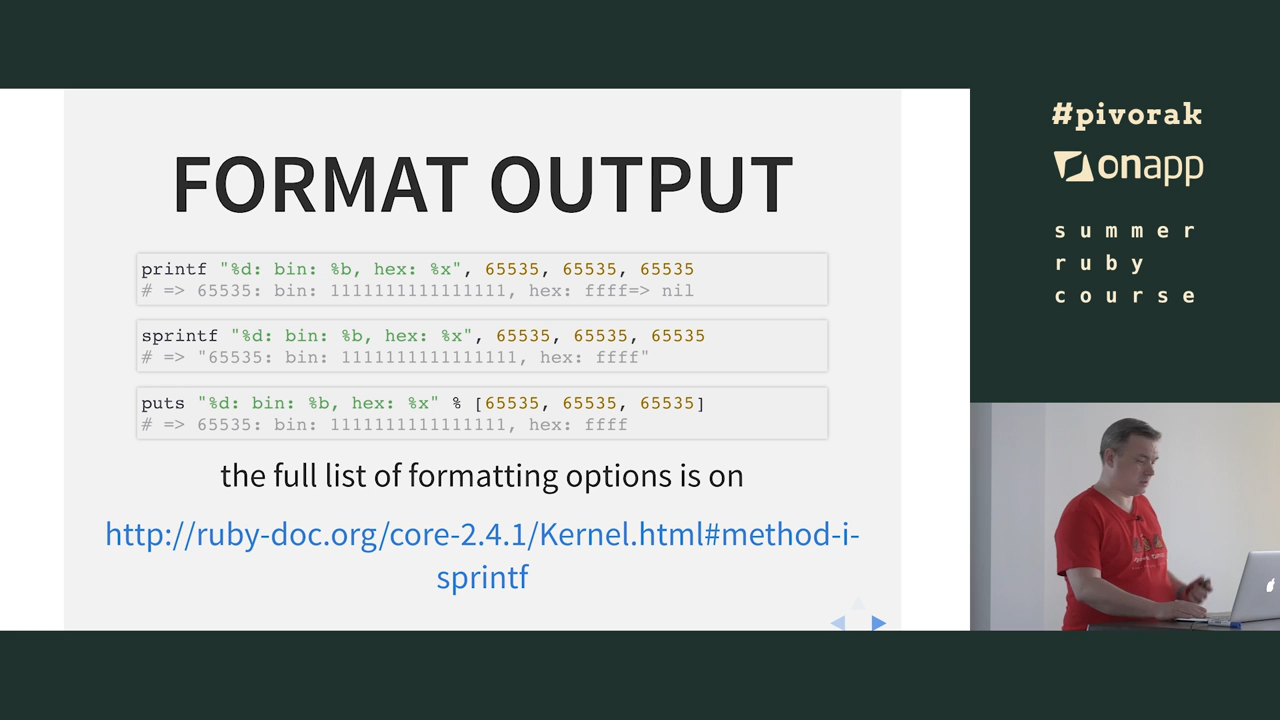 FORMAT OUTPUT
printf "%d: bin: %b, hex: %x", 65535, 65535, 65535
# => 65535: bin: 1111111111111111, hex: ffff=> nil
sprintf "%d: bin: %b, hex: %x", 65535, 65535, 65535
# => "65535: bin: 1111111111111111, hex: ffff"
puts "%d: bin: %b, hex: %x" % [65535, 65535, 65535]
# => 65535: bin: 1111111111111111, hex: ffff
the full list of formatting options is on
http://ruby-doc.org/core-2.4.1/Kernel.html#method-i-
sprintf
#pivorak
onapp
summer
ruby
course